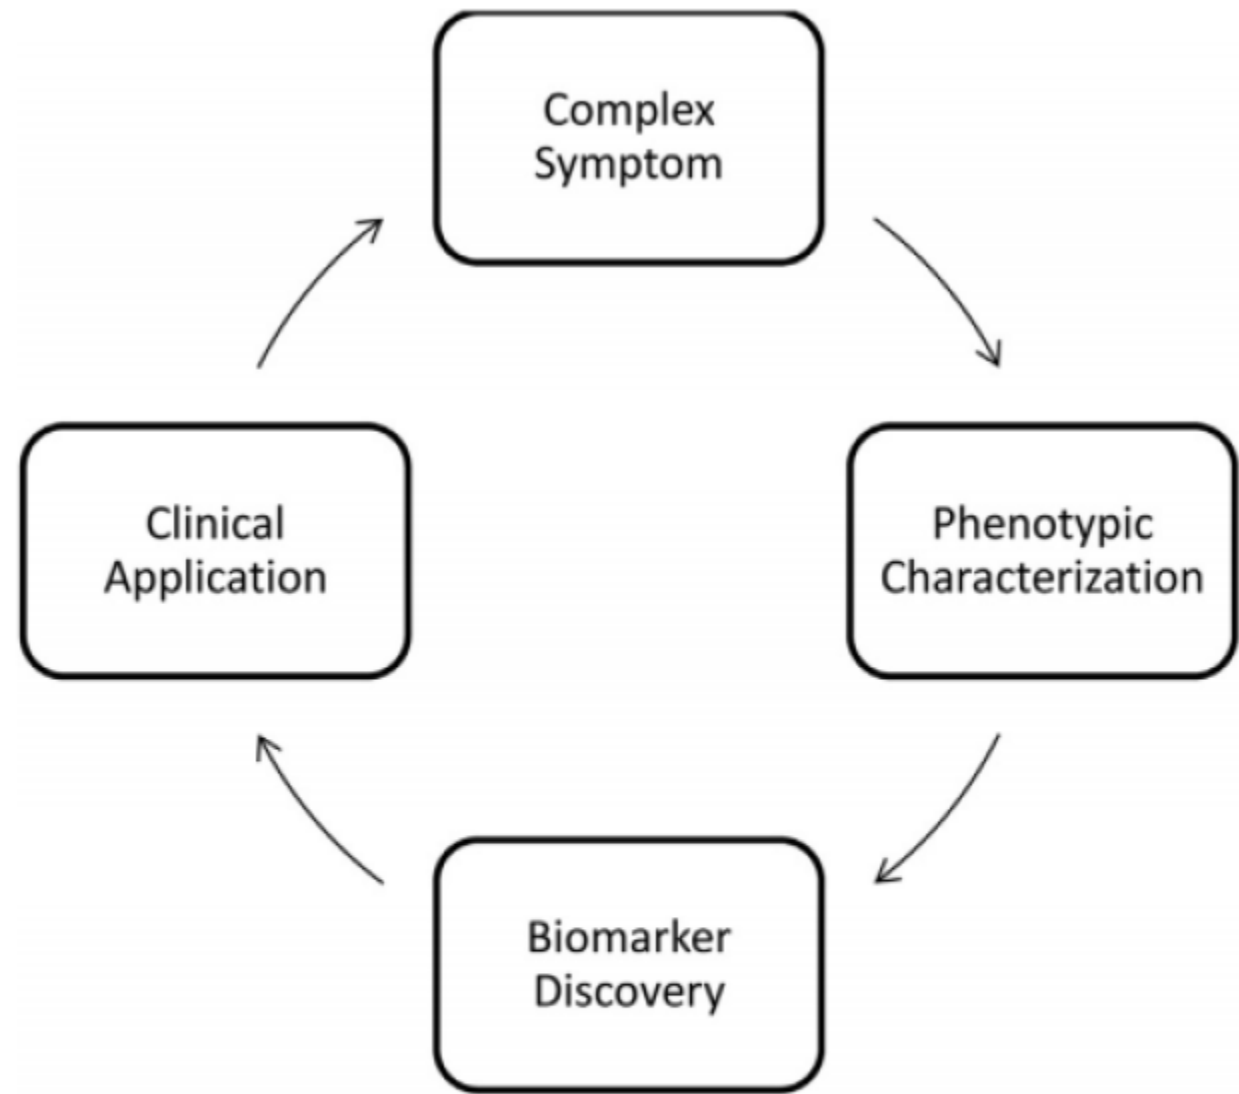 Complex
Symptom
Phenotypic
Characterization
Biomarker
Discovery
Clinical
Application